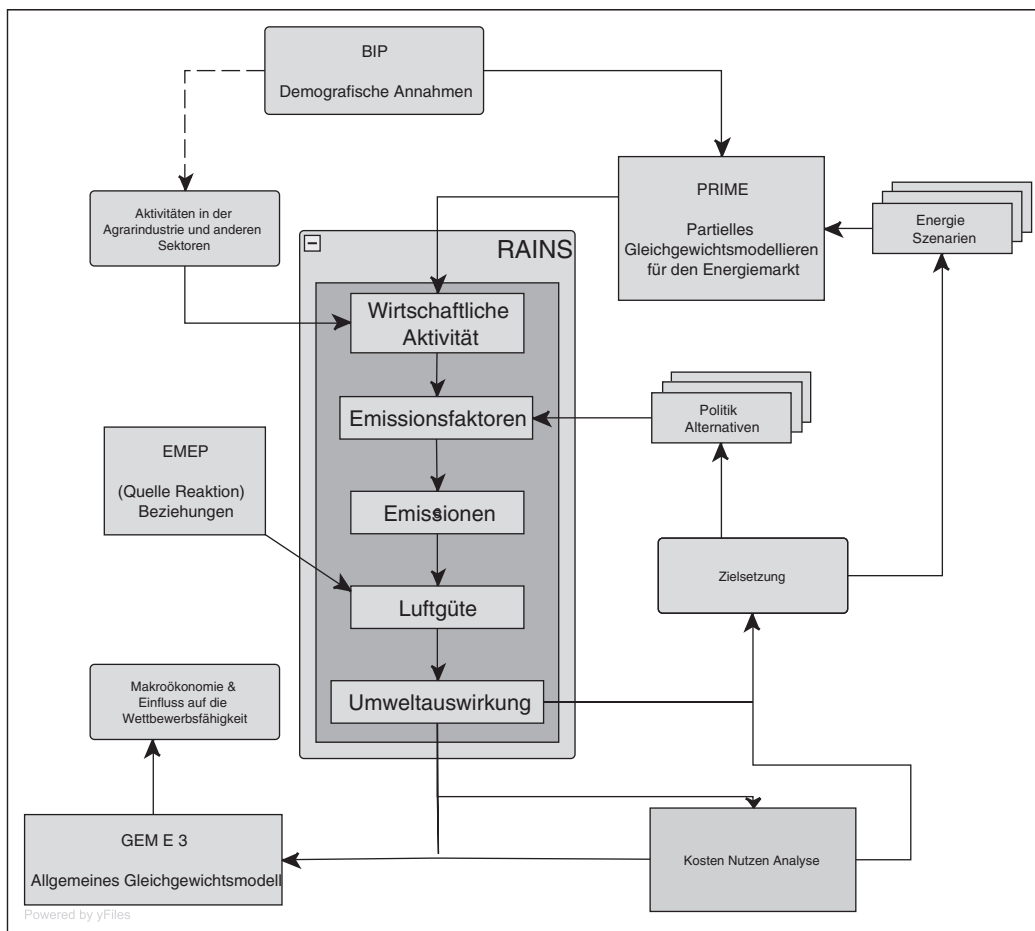 BIP
Demografische Annahmen
PRIME
Partielles
Gleichgewichtsmodellieren
für den Energiemarkt
Energie
Szenarien
Aktivitäten in der
Agrarindustrie und anderen
Sektoren
RAINS
Wirtschaftliche
Aktivität
Emissionsfaktoren
Politik
Alternativen
EMEP
(Quelle Reaktion)
Beziehungen
Emissionen
Zielsetzung
Luftgüte
Makroökonomie &
Einfluss auf die
Wettbewerbsfähigkeit
Umweltauswirkung
GEM E 3
Allgemeines Gleichgewichtsmodell
Kosten Nutzen Analyse
Powered by yFiles